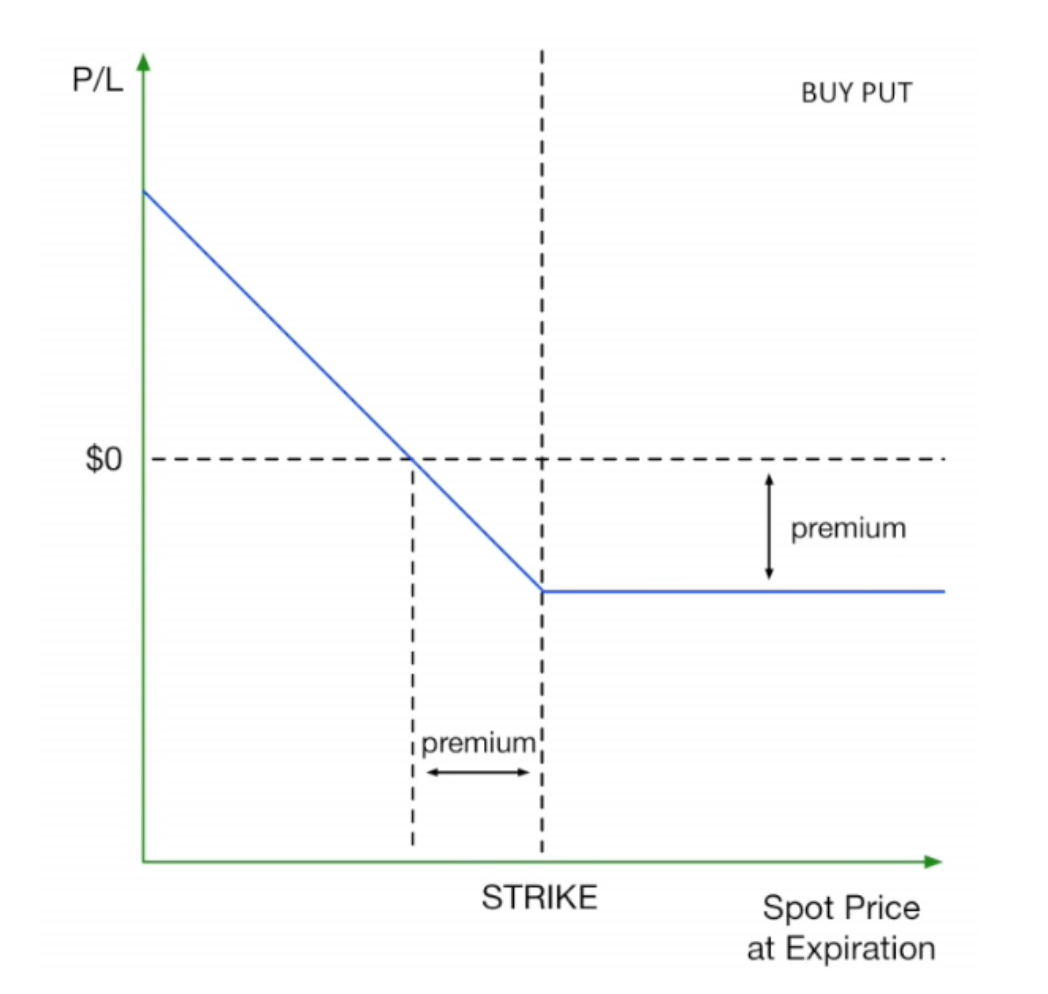 P/L
BUY PUT
$0
premium
premium
STRIKE
Spot Price
at Expiration